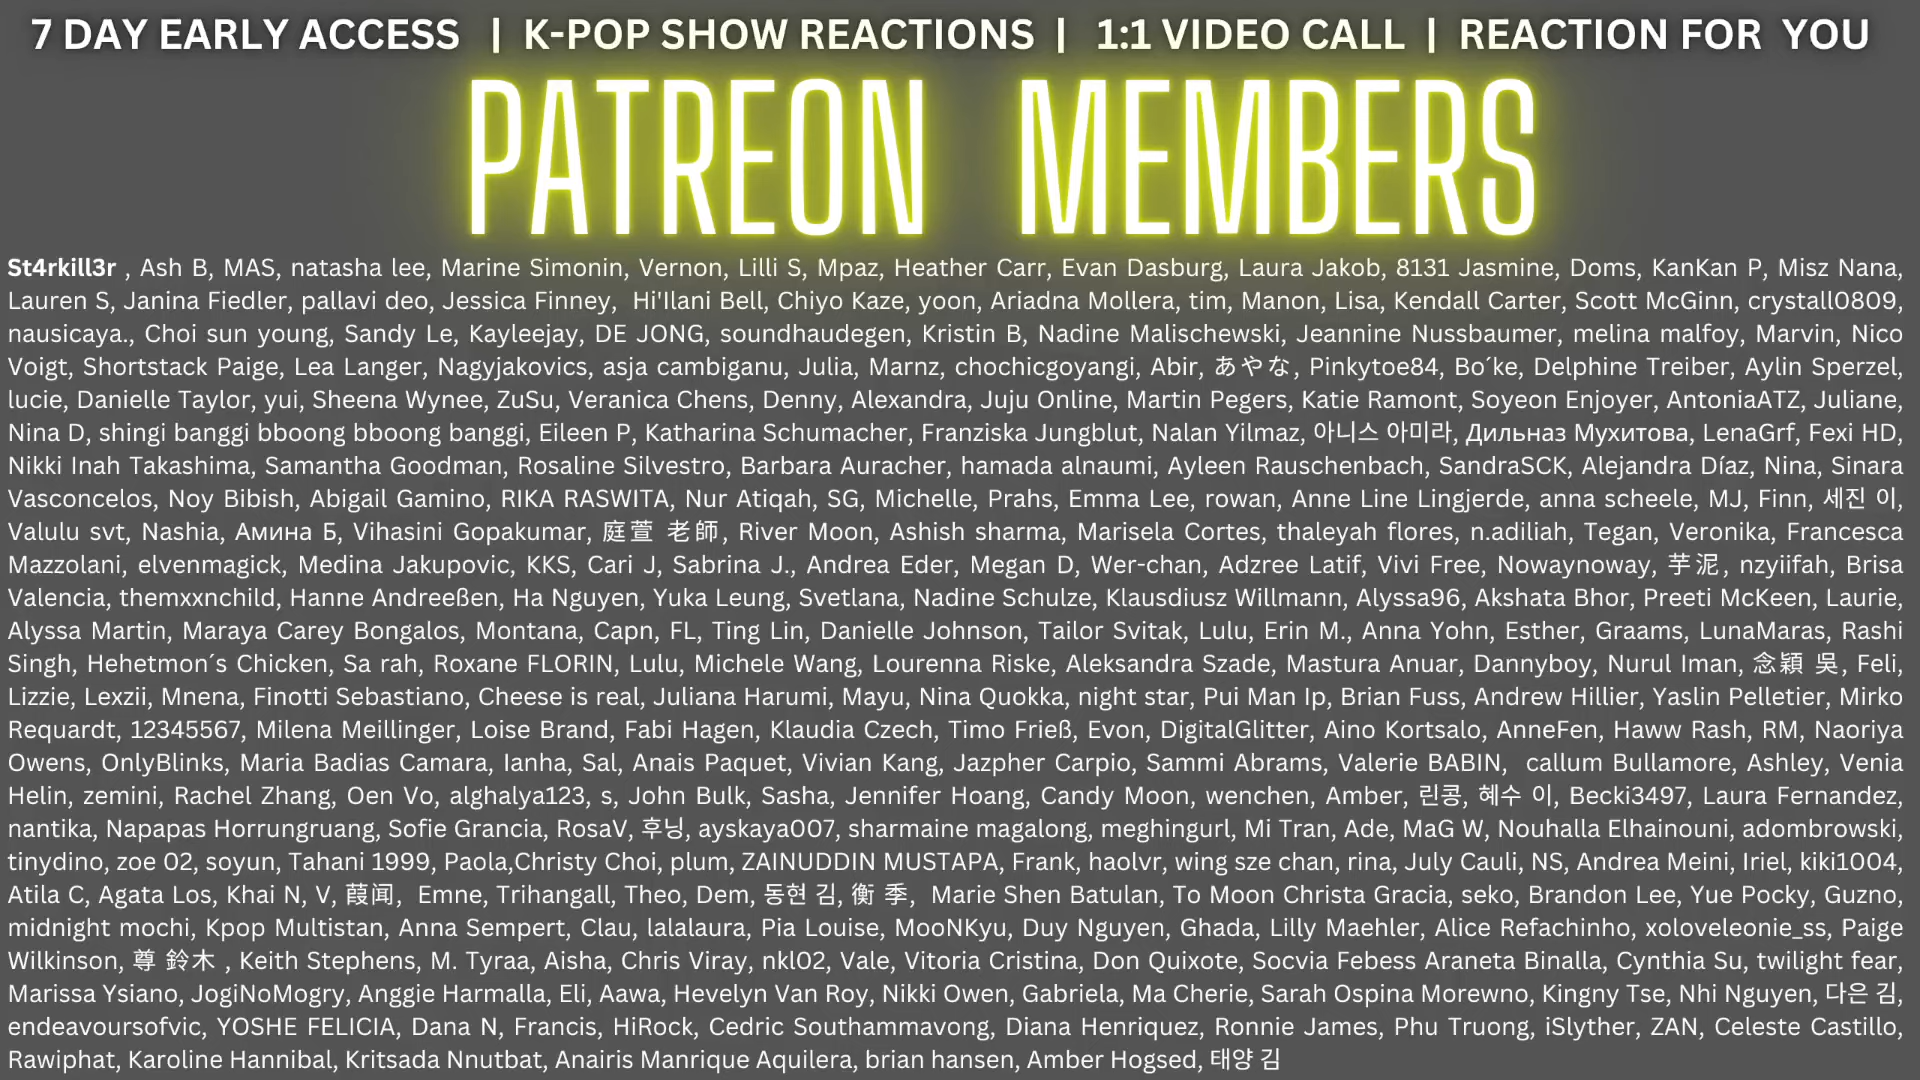 7 DAY EARLY ACCESS | K-POP SHOW REACTIONS | 1:1 VIDEO CALL | REACTION FOR YOU
PATREON MEMBERS
St4rkill3r , Ash B, MAS, natasha lee, Marine Simonin, Vernon, Lilli S, Mpaz, Heather Carr, Evan Dasburg, Laura Jakob, 8131 Jasmine, Doms, KanKan P, Misz Nana,
Lauren S, Janina Fiedler, pallavi deo, Jessica Finney, Hi'Ilani Bell, Chiyo Kaze, yoon, Ariadna Mollera, tim, Manon, Lisa, Kendall Carter, Scott McGinn, crystall0809,
nausicaya., Choi sun young, Sandy Le, Kayleejay, DE JONG, soundhaudegen, Kristin B, Nadine Malischewski, Jeannine Nussbaumer, melina malfoy, Marvin, Nico
Voigt, Shortstack Paige, Lea Langer, Nagyjakovics, asja cambiganu, Julia, Marnz, chochicgoyangi, Abir, あやな, Pinkytoe84, Bo´ke, Delphine Treiber, Aylin Sperzel,
lucie, Danielle Taylor, yui, Sheena Wynee, ZuSu, Veranica Chens, Denny, Alexandra, Juju Online, Martin Pegers, Katie Ramont, Soyeon Enjoyer, AntoniaATZ, Juliane,
Nina D, shingi banggi bboong bboong banggi, Eileen P, Katharina Schumacher, Franziska Jungblut, Nalan Yilmaz, 아니스 아미라, Дильназ Мухитова, LenaGrf, Fexi HD,
Nikki Inah Takashima, Samantha Goodman, Rosaline Silvestro, Barbara Auracher, hamada alnaumi, Ayleen Rauschenbach, SandraSCK, Alejandra Díaz, Nina, Sinara
Vasconcelos, Noy Bibish, Abigail Gamino, RIKA RASWITA, Nur Atiqah, SG, Michelle, Prahs, Emma Lee, rowan, Anne Line Lingjerde, anna scheele, MJ, Finn, 세진 이,
Valulu svt, Nashia, Амина Б, Vihasini Gopakumar, 庭萱 老師, River Moon, Ashish sharma, Marisela Cortes, thaleyah flores, n.adiliah, Tegan, Veronika, Francesca
Mazzolani, elvenmagick, Medina Jakupovic, KKS, Cari J, Sabrina J., Andrea Eder, Megan D, Wer-chan, Adzree Latif, Vivi Free, Nowaynoway, 芋泥, nzyiifah, Brisa
Valencia, themxxnchild, Hanne Andreeßen, Ha Nguyen, Yuka Leung, Svetlana, Nadine Schulze, Klausdiusz Willmann, Alyssa96, Akshata Bhor, Preeti McKeen, Laurie,
Alyssa Martin, Maraya Carey Bongalos, Montana, Capn, FL, Ting Lin, Danielle Johnson, Tailor Svitak, Lulu, Erin M., Anna Yohn, Esther, Graams, LunaMaras, Rashi
Singh, Hehetmon´s Chicken, Sa rah, Roxane FLORIN, Lulu, Michele Wang, Lourenna Riske, Aleksandra Szade, Mastura Anuar, Dannyboy, Nurul Iman, 念穎 吳, Feli,
Lizzie, Lexzii, Mnena, Finotti Sebastiano, Cheese is real, Juliana Harumi, Mayu, Nina Quokka, night star, Pui Man Ip, Brian Fuss, Andrew Hillier, Yaslin Pelletier, Mirko
Requardt, 12345567, Milena Meillinger, Loise Brand, Fabi Hagen, Klaudia Czech, Timo Frieß, Evon, DigitalGlitter, Aino Kortsalo, AnneFen, Haww Rash, RM, Naoriya
Owens, OnlyBlinks, Maria Badias Camara, Ianha, Sal, Anais Paquet, Vivian Kang, Jazpher Carpio, Sammi Abrams, Valerie BABIN, callum Bullamore, Ashley, Venia
Helin, zemini, Rachel Zhang, Oen Vo, alghalya123, s, John Bulk, Sasha, Jennifer Hoang, Candy Moon, wenchen, Amber, 린콩, 혜수 이, Becki3497, Laura Fernandez,
nantika, Napapas Horrungruang, Sofie Grancia, RosaV, 후닝, ayskaya007, sharmaine magalong, meghingurl, Mi Tran, Ade, MaG W, Nouhalla Elhainouni, adombrowski,
tinydino, zoe 02, soyun, Tahani 1999, Paola,Christy Choi, plum, ZAINUDDIN MUSTAPA, Frank, haolvr, wing sze chan, rina, July Cauli, NS, Andrea Meini, Iriel, kiki1004,
Atila C, Agata Los, Khai N, V, 葭闻, Emne, Trihangall, Theo, Dem, 동현 김, 衡 季, Marie Shen Batulan, To Moon Christa Gracia, seko, Brandon Lee, Yue Pocky, Guzno,
midnight mochi, Kpop Multistan, Anna Sempert, Clau, lalalaura, Pia Louise, MooNKyu, Duy Nguyen, Ghada, Lilly Maehler, Alice Refachinho, xoloveleonie_ss, Paige
Wilkinson, 尊 鈴木 , Keith Stephens, M. Tyraa, Aisha, Chris Viray, nkl02, Vale, Vitoria Cristina, Don Quixote, Socvia Febess Araneta Binalla, Cynthia Su, twilight fear,
Marissa Ysiano, JogiNoMogry, Anggie Harmalla, Eli, Aawa, Hevelyn Van Roy, Nikki Owen, Gabriela, Ma Cherie, Sarah Ospina Morewno, Kingny Tse, Nhi Nguyen, 다은 김,
endeavoursofvic, YOSHE FELICIA, Dana N, Francis, HiRock, Cedric Southammavong, Diana Henriquez, Ronnie James, Phu Truong, iSlyther, ZAN, Celeste Castillo,
Rawiphat, Karoline Hannibal, Kritsada Nnutbat, Anairis Manrique Aquilera, brian hansen, Amber Hogsed, 태양 김